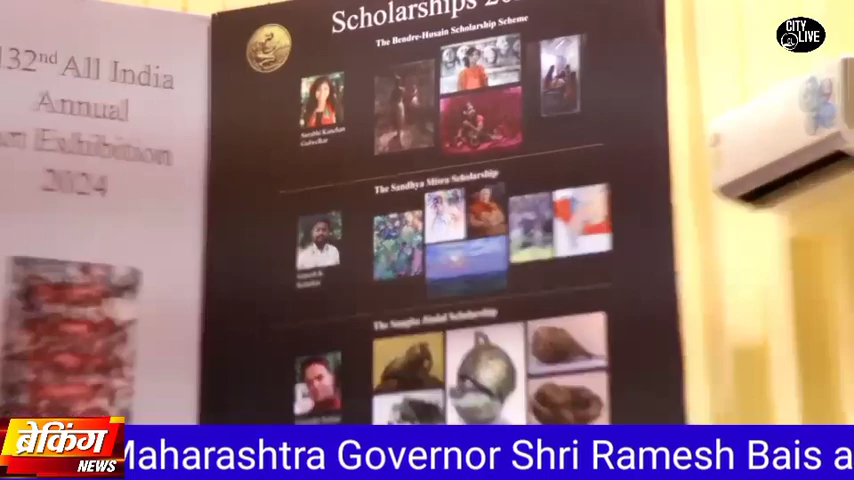 CITY
LIVE
132nd All India
Annual
Exhibition
2024
Scholarships
The Bendre-Husain Scholarship Scheme
The Sandhya Misra Scholarship
Scholarship
ब्रेकिंग
NEWS
Maharashtra Governor Shri Ramesh Bais a